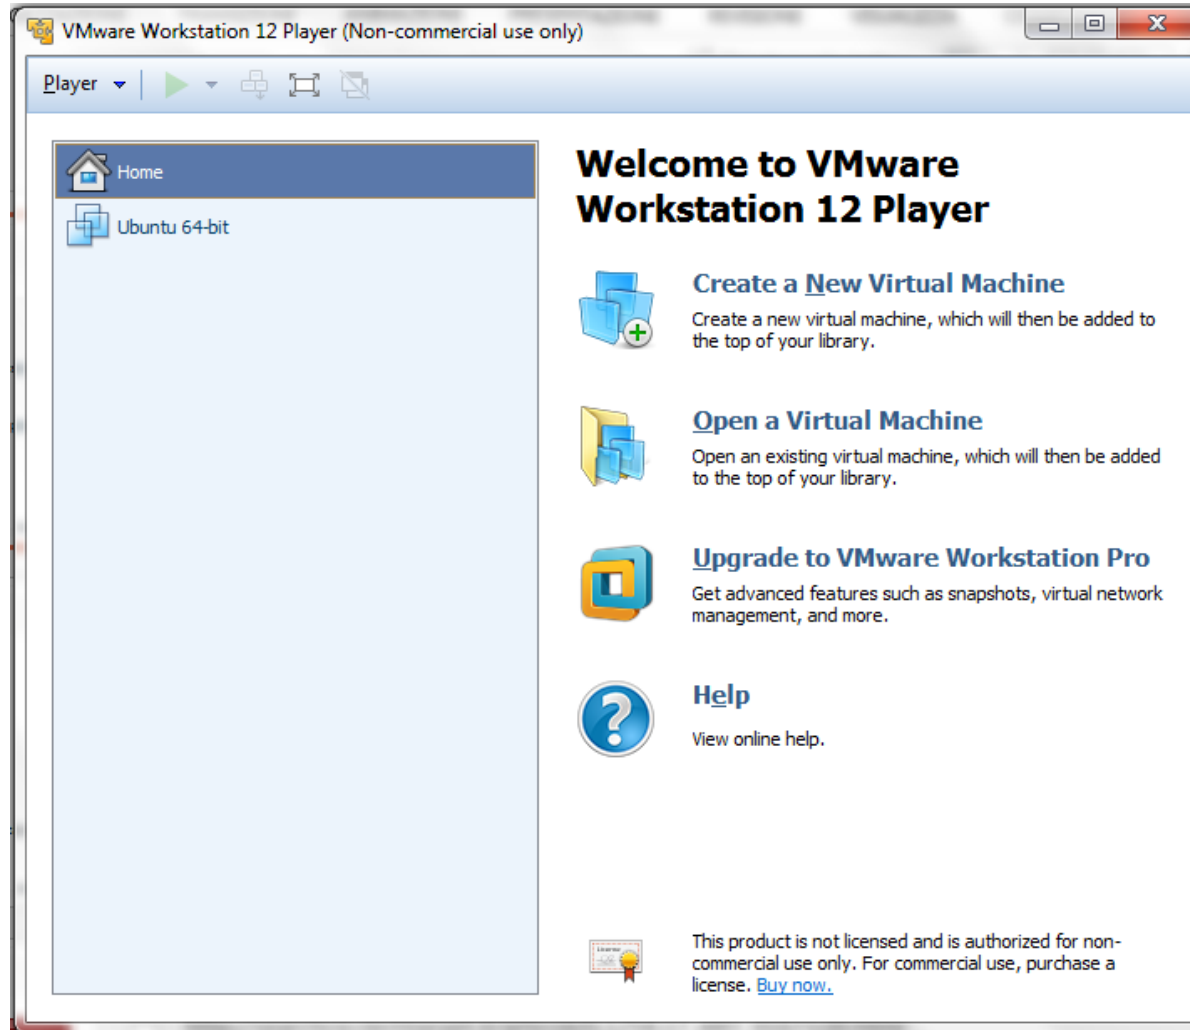 VMware Workstation 12 Player (Non-commercial use only)
Player
Home
Ubuntu 64-bit
Welcome to VMware
Workstation 12 Player
Create a New Virtual Machine
Create a new virtual machine, which will then be added to
the top of your library.
Open a Virtual Machine
Open an existing virtual machine, which will then be added
to the top of your library.
Upgrade to VMware Workstation Pro
Get advanced features such as snapshots, virtual network
management, and more.
Help
View online help.
This product is not licensed and is authorized for non-
commercial use only. For commercial use, purchase a
license. Buy now.